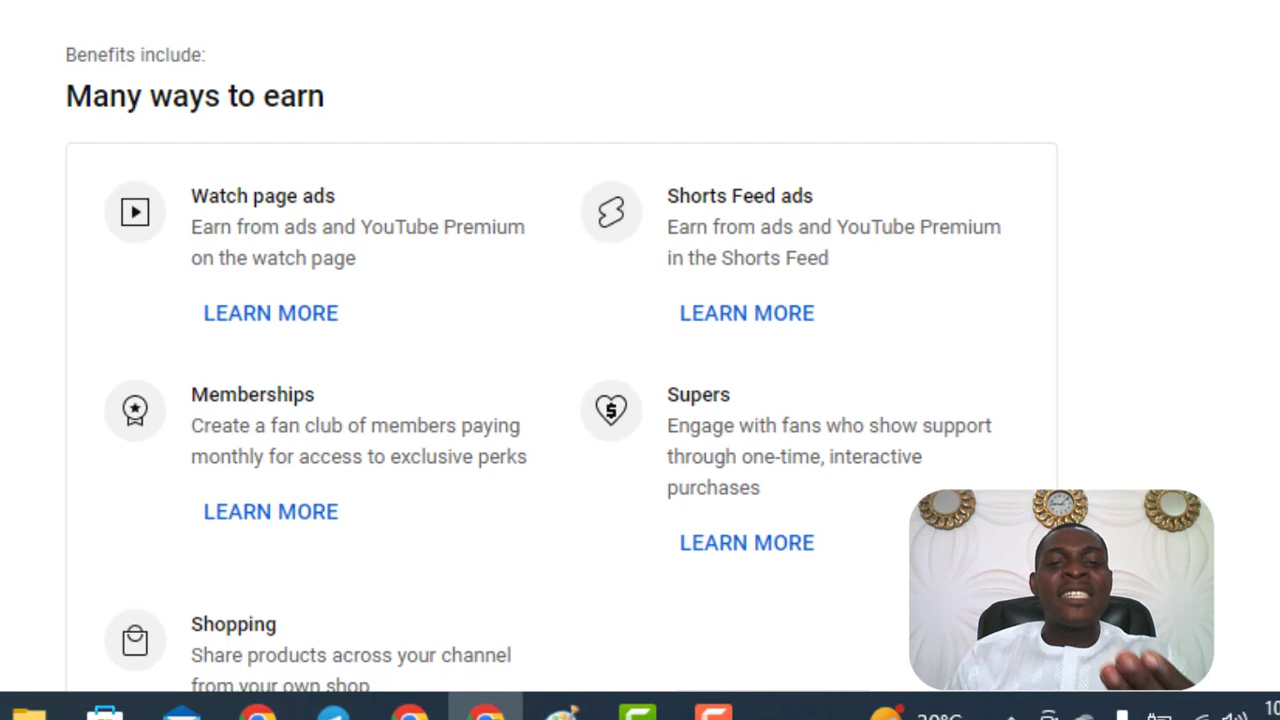 Benefits include:
Many ways to earn
Watch page ads
Earn from ads and YouTube Premium
on the watch page
LEARN MORE
Shorts Feed ads
Earn from ads and YouTube Premium
in the Shorts Feed
LEARN MORE
Memberships
Create a fan club of members paying
monthly for access to exclusive perks
LEARN MORE
Supers
Engage with fans who show support
through one-time, interactive
purchases
LEARN MORE
Shopping
Share products across your channel
from your own shop